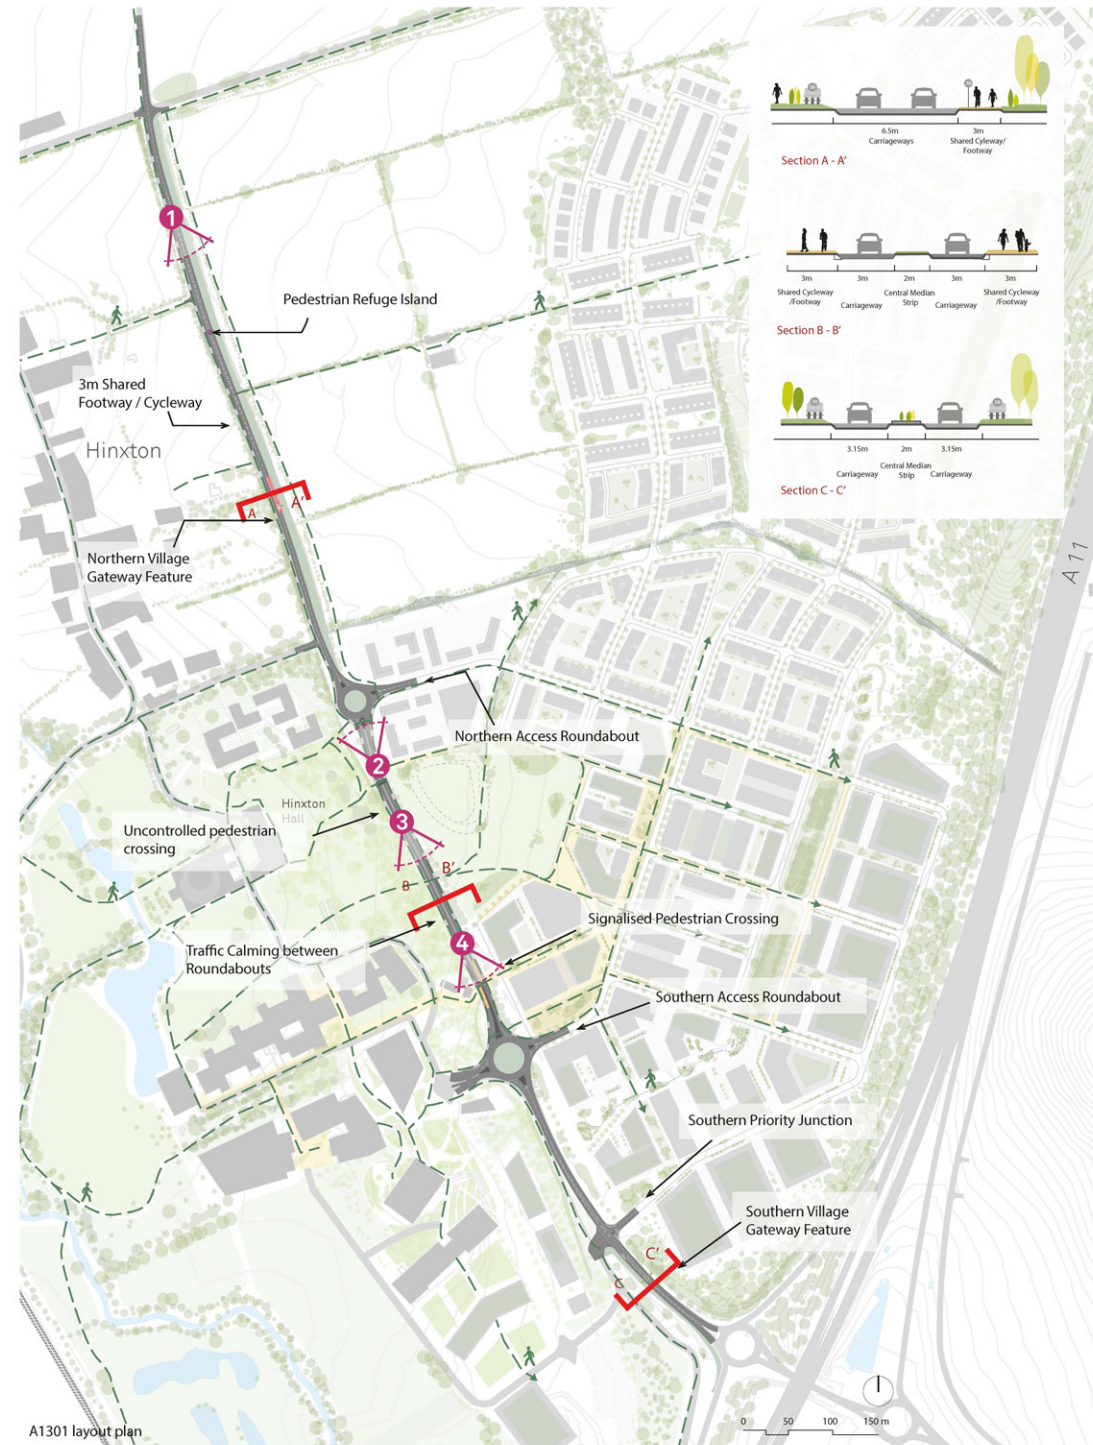 6.5m
Carriageways
3m
Shared Cyleway/
Footway
Section A - A'
3m
Shared Cycleway
/Footway
3m
Carriageway
2m
Central Median
Strip
3m
Carriageway
3m
Shared Cycleway
/Footway
Section B - B'
3.15m
Carriageway
2m
Central Median
Strip
3.15m
Carriageway
Section C - C'
1
Pedestrian Refuge Island
3m Shared
Footway / Cycleway
Hinxton
A
A'
Northern Village
Gateway Feature
A11
Northern Access Roundabout
2
Hinxton
Hall
3
Uncontrolled pedestrian
crossing
B
B'
Signalised Pedestrian Crossing
4
Traffic Calming between
Roundabouts
Southern Access Roundabout
Southern Priority Junction
Southern Village
Gateway Feature
C
C'
0 50 100 150 m
A1301 layout plan